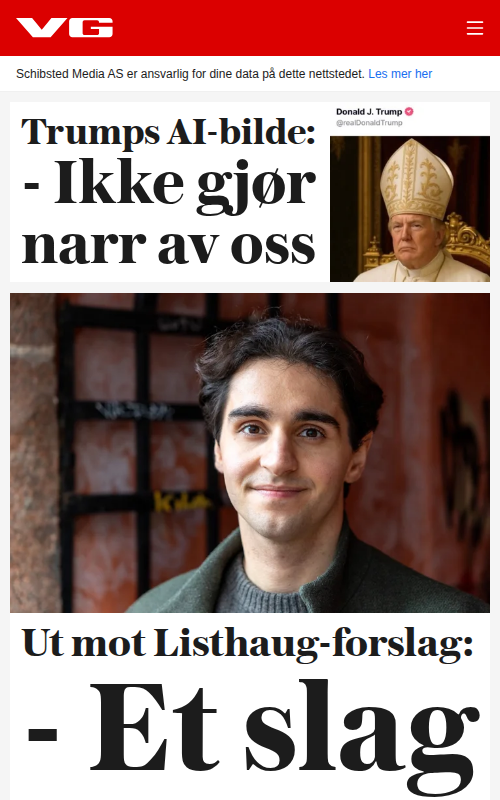 VG
Schibsted Media AS er ansvarlig for dine data på dette nettstedet. Les mer her
Trumps AI-bilde:
- Ikke gjør
narr av oss
Donald J. Trump
@realDonaldTrump
Ut mot Listhaug-forslag:
- Et slag